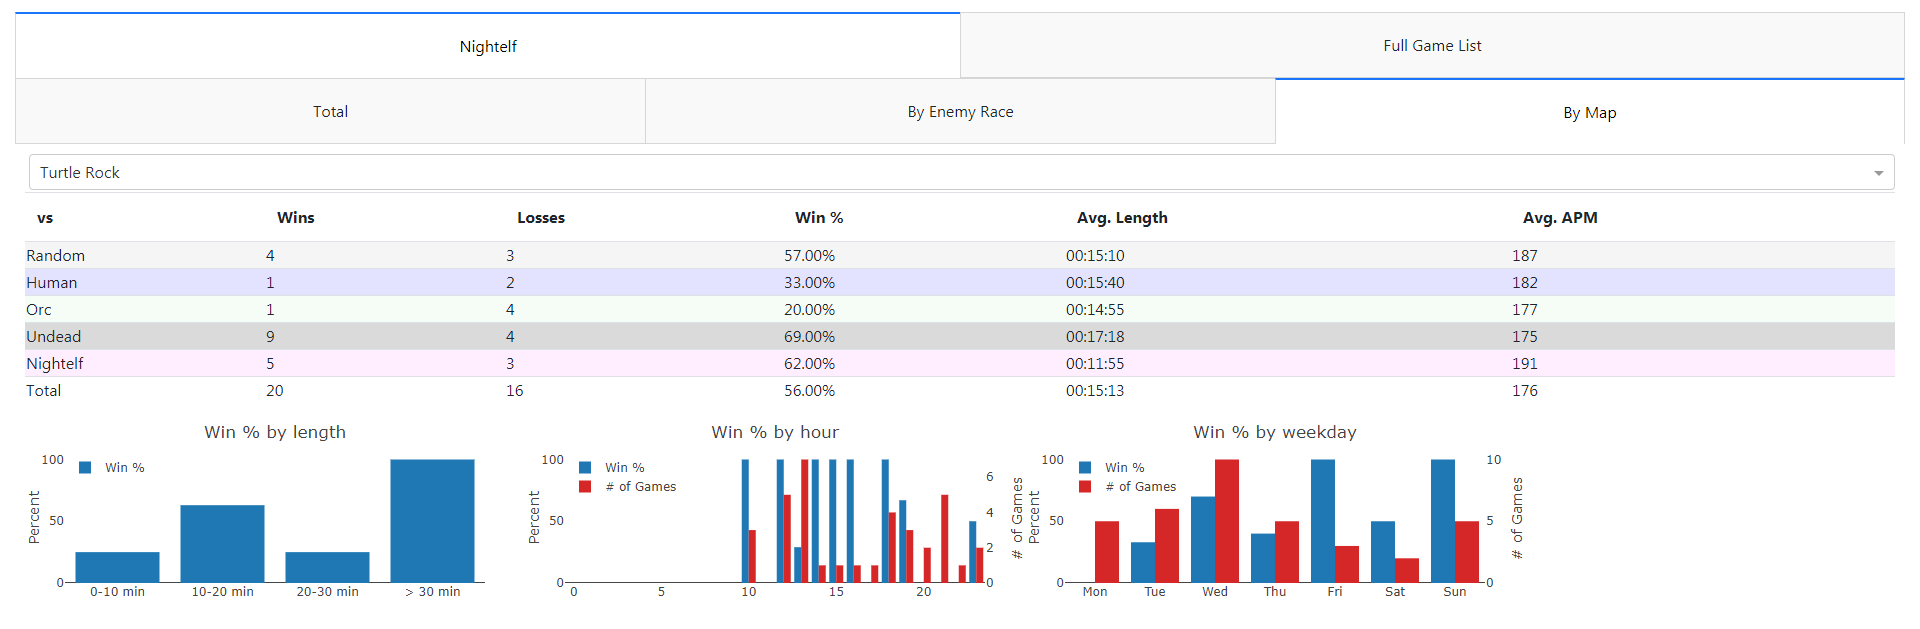 Nightelf Full Game List
Total By Enemy Race By Map
Turtle Rock
vs Wins Losses Win % Avg. Length Avg. APM
Random 4 3 57.00% 00:15:10 187
Human 1 2 33.00% 00:15:40 182
Orc 1 4 20.00% 00:14:55 177
Undead 9 4 69.00% 00:17:18 175
Nightelf 5 3 62.00% 00:11:55 191
Total 20 16 56.00% 00:15:13 176
Win % by length
100
50
0
Percent
Win %
0-10 min 10-20 min 20-30 min > 30 min
Win % by hour
100
50
0
Percent
Win %
# of Games
6
4
2
0
# of Games
0 5 10 15 20
Win % by weekday
100
50
0
Percent
Win %
# of Games
10
5
0
# of Games
Mon Tue Wed Thu Fri Sat Sun